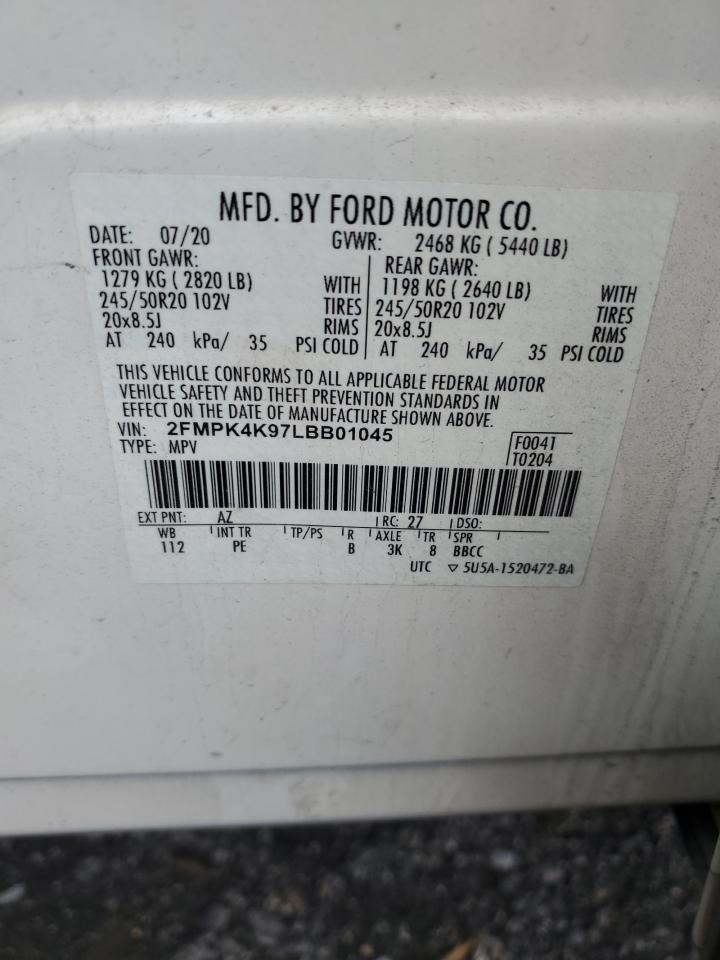 MFD. BY FORD MOTOR CO.
DATE: 07/20 GVWR: 2468 KG ( 5440 LB)
FRONT GAWR: REAR GAWR:
1279 KG ( 2820 LB) WITH 1198 KG ( 2640 LB) WITH
245/50R20 102V TIRES 245/50R20 102V TIRES
20x8.5J RIMS 20x8.5J RIMS
AT 240 kPa/ 35 PSI COLD AT 240 kPa/ 35 PSI COLD
THIS VEHICLE CONFORMS TO ALL APPLICABLE FEDERAL MOTOR
VEHICLE SAFETY AND THEFT PREVENTION STANDARDS IN
EFFECT ON THE DATE OF MANUFACTURE SHOWN ABOVE.
VIN: 2FMPK4K97LBB01045 F0041
TYPE: MPV T0204
EXT PNT: AZ RC: 27 DSO:
WB INT TR TP/PS R AXLE TR SPR
112 PE B 3K 8 BBCC
UTC ▽ 5U5A-1520472-BA